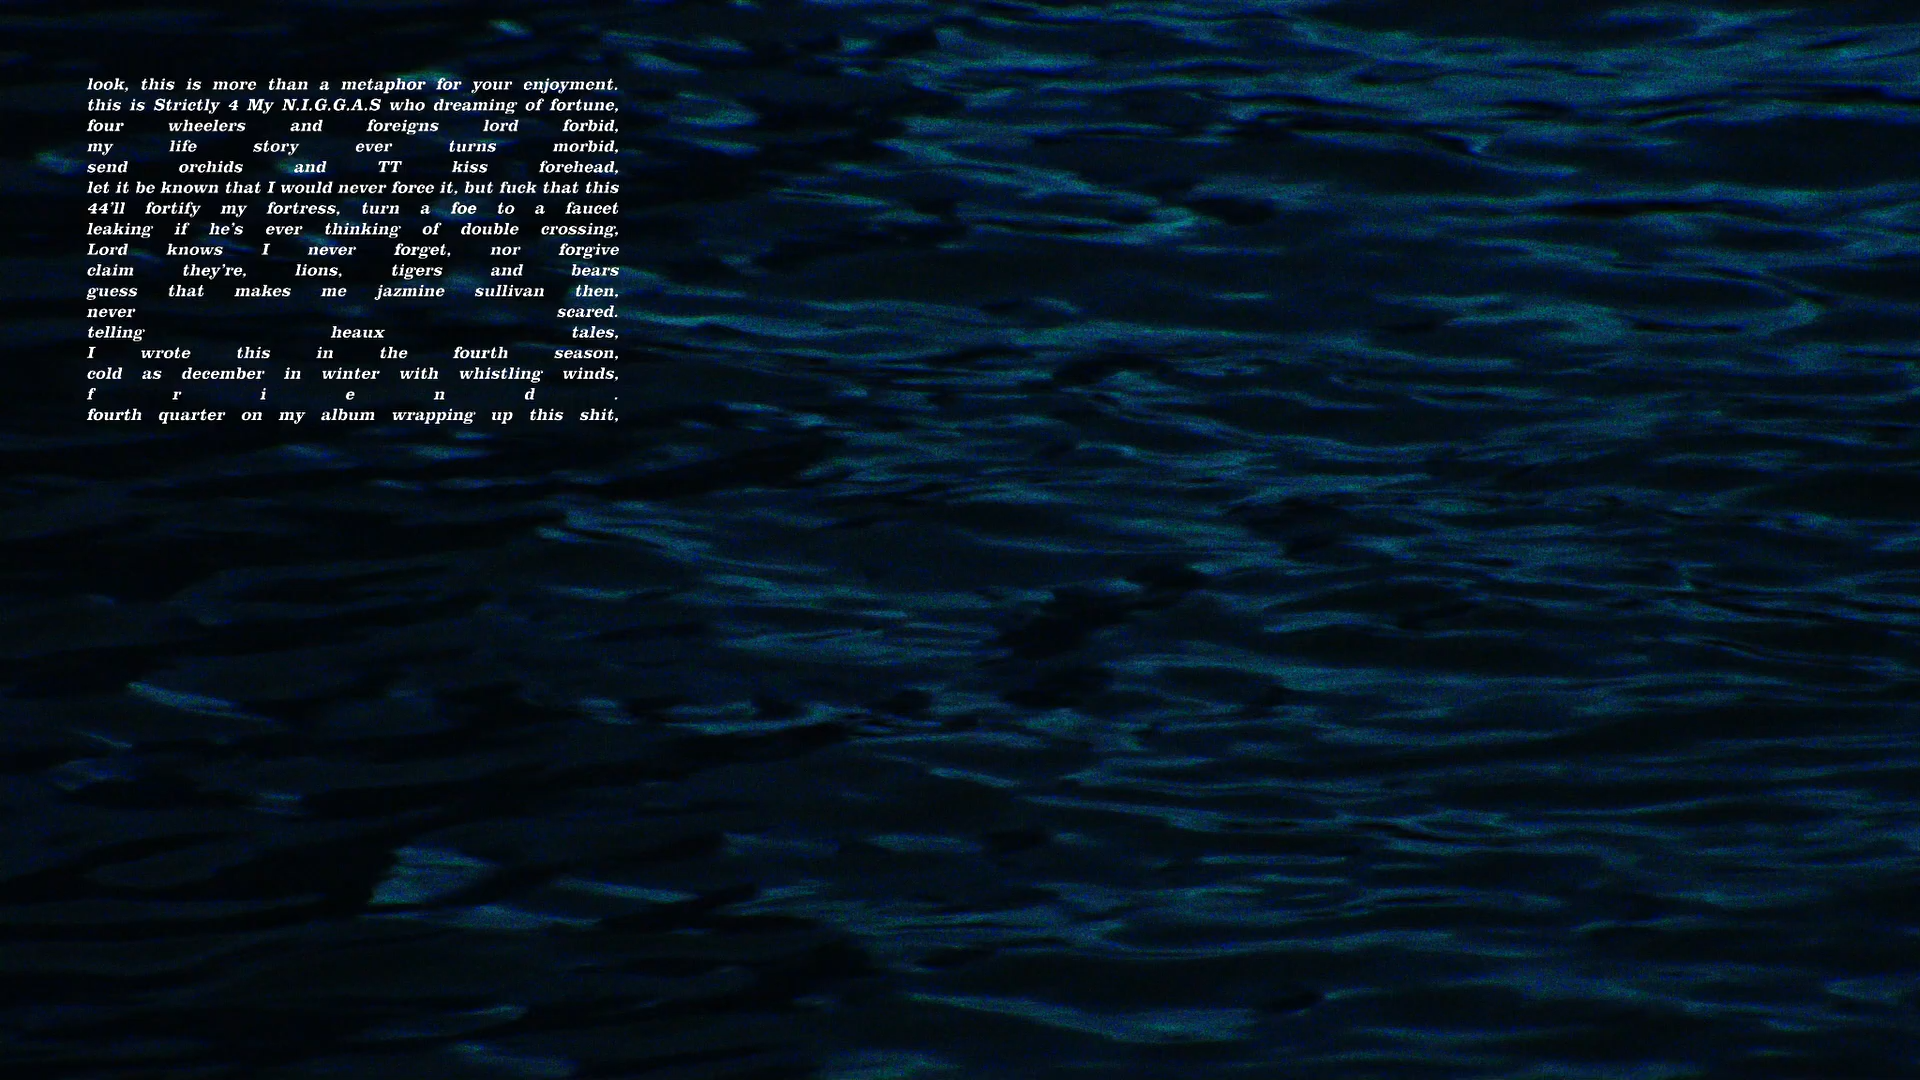 look, this is more than a metaphor for your enjoyment.
this is Strictly 4 My N.I.G.G.A.S who dreaming of fortune,
four wheelers and foreigns lord forbid,
my life story ever turns morbid,
send orchids and TT kiss forehead,
let it be known that I would never force it, but fuck that this
44'll fortify my fortress, turn a foe to a faucet
leaking if he's ever thinking of double crossing,
Lord knows I never forget, nor forgive
claim they're, lions, tigers and bears
guess that makes me jazmine sullivan then,
never scared.
telling heaux tales,
I wrote this in the fourth season,
cold as december in winter with whistling winds,
f r i e n d .
fourth quarter on my album wrapping up this shit,